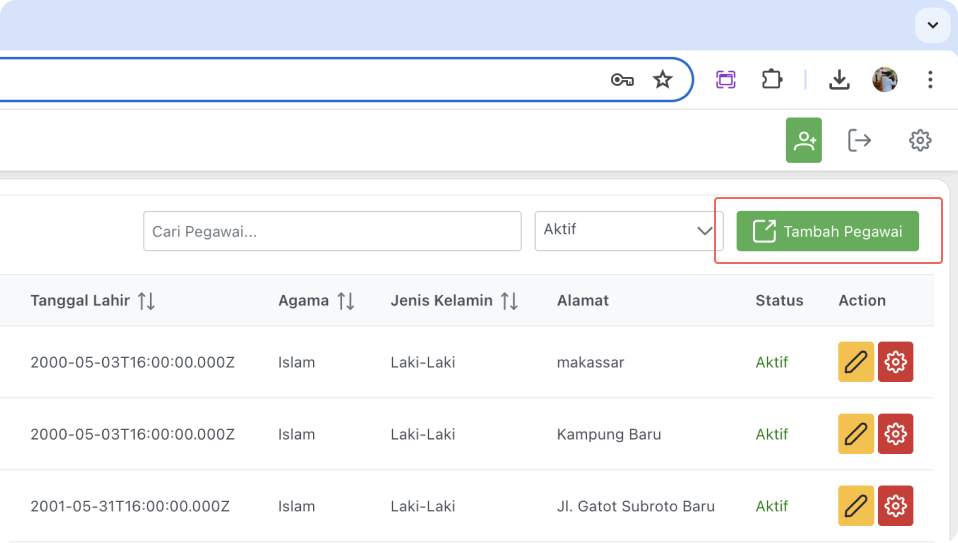 Cari Pegawai... Aktif Tambah Pegawai
Tanggal Lahir Agama Jenis Kelamin Alamat Status Action
2000-05-03T16:00:00.000Z Islam Laki-Laki makassar Aktif
2000-05-03T16:00:00.000Z Islam Laki-Laki Kampung Baru Aktif
2001-05-31T16:00:00.000Z Islam Laki-Laki Jl. Gatot Subroto Baru Aktif